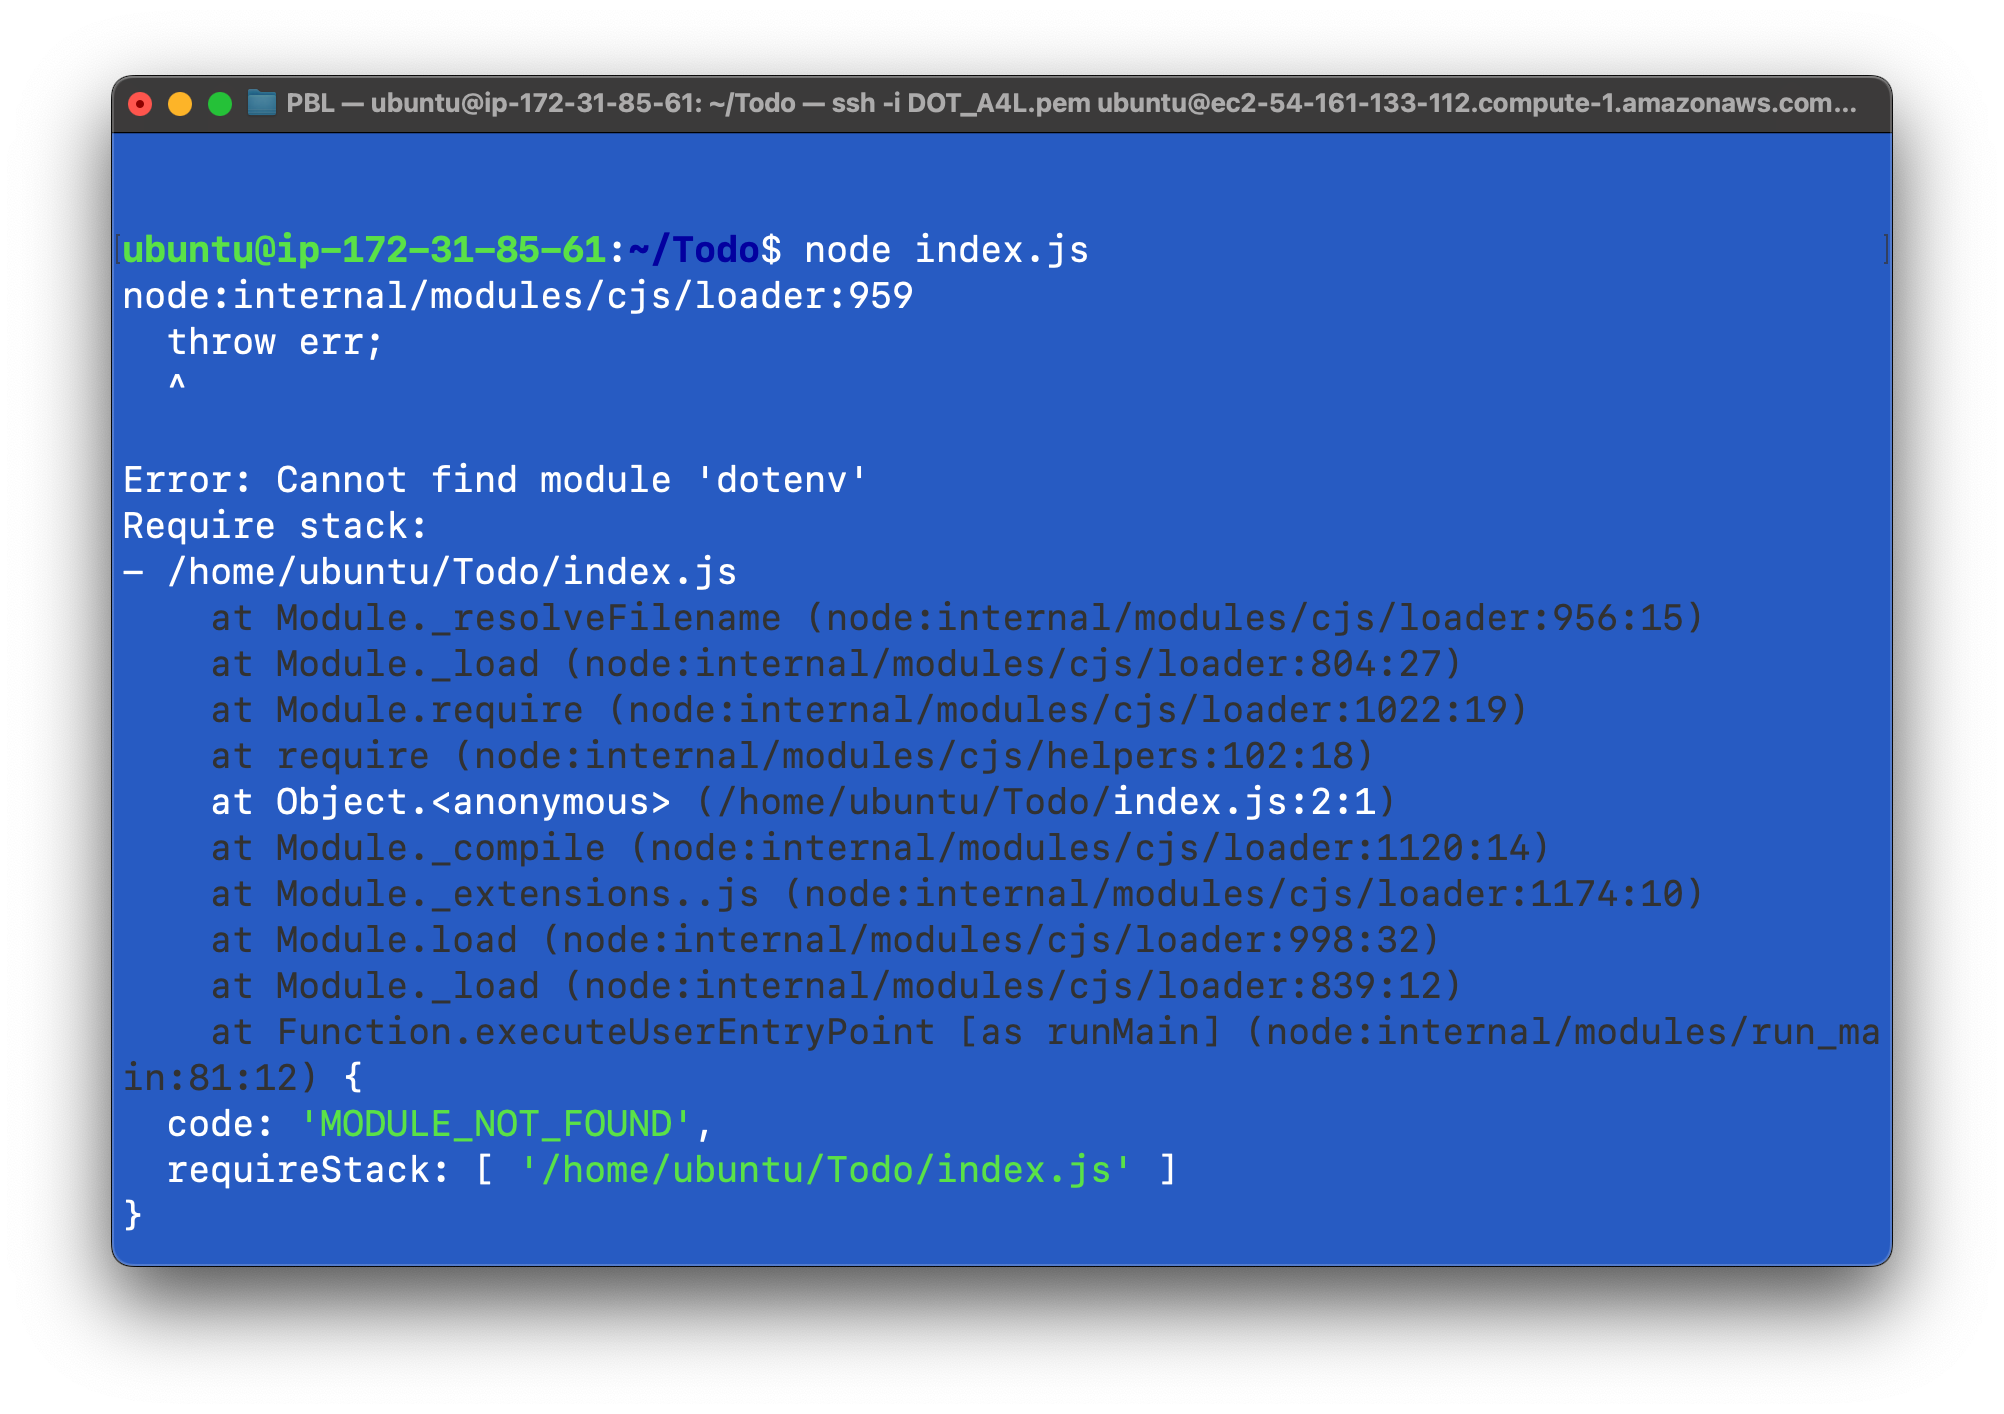 PBL — ubuntu@ip-172-31-85-61: ~/Todo — ssh -i DOT_A4L.pem ubuntu@ec2-54-161-133-112.compute-1.amazonaws.com...
[ubuntu@ip-172-31-85-61:~/Todo$ node index.js ]
node:internal/modules/cjs/loader:959
  throw err;
  ^
Error: Cannot find module 'dotenv'
Require stack:
- /home/ubuntu/Todo/index.js
    at Module._resolveFilename (node:internal/modules/cjs/loader:956:15)
    at Module._load (node:internal/modules/cjs/loader:804:27)
    at Module.require (node:internal/modules/cjs/loader:1022:19)
    at require (node:internal/modules/cjs/helpers:102:18)
    at Object.<anonymous> (/home/ubuntu/Todo/index.js:2:1)
    at Module._compile (node:internal/modules/cjs/loader:1120:14)
    at Module._extensions..js (node:internal/modules/cjs/loader:1174:10)
    at Module.load (node:internal/modules/cjs/loader:998:32)
    at Module._load (node:internal/modules/cjs/loader:839:12)
    at Function.executeUserEntryPoint [as runMain] (node:internal/modules/run_ma
in:81:12) {
  code: 'MODULE_NOT_FOUND',
  requireStack: [ '/home/ubuntu/Todo/index.js' ]
}